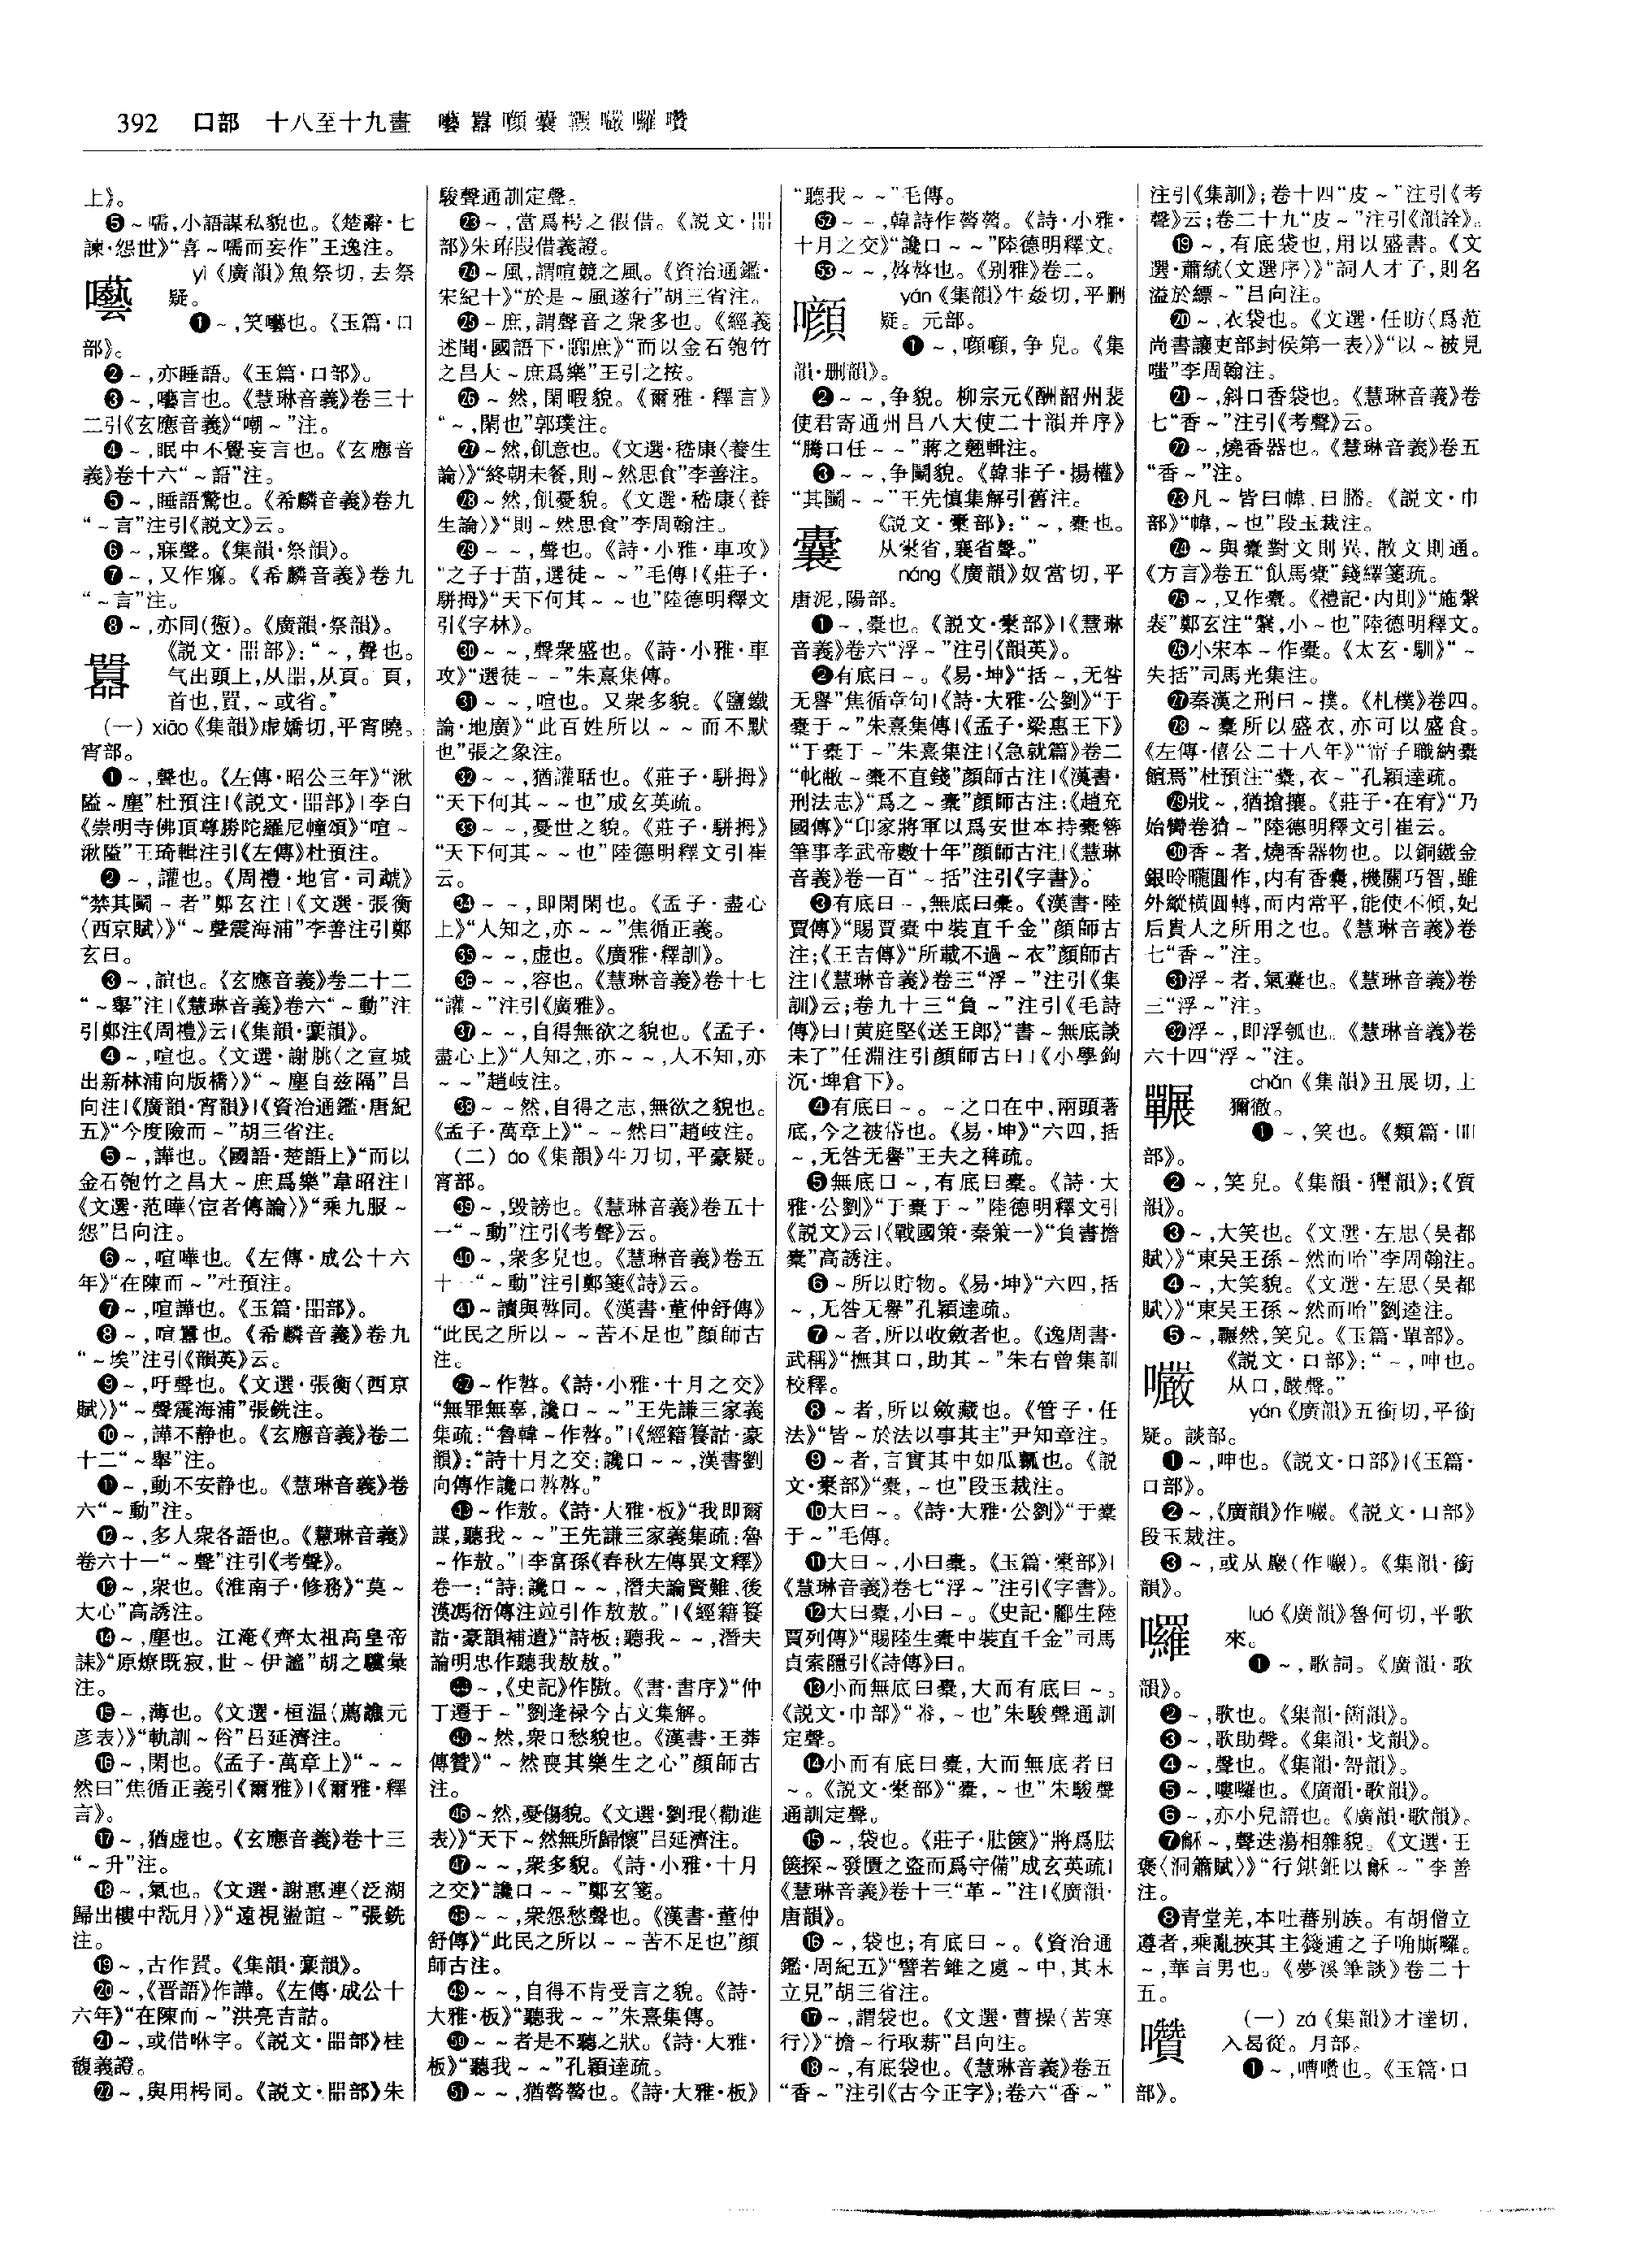 392 口部 十八至十九畫 囈囂㘙囊囅囐囉囋
上》。
❺～嚅,小語謀私貌也。《楚辭·七
諫·怨世》“喜～嚅而妄作”王逸注。
囈
yì《廣韻》魚祭切,去祭
疑。
❶～,笑囈也。《玉篇·口
部》。
❷～,亦睡語。《玉篇·口部》。
❸～,囈言也。《慧琳音義》卷三十
二引《玄應音義》“嘲～”注。
❹～,眠中不覺妄言也。《玄應音
義》卷十六“～語”注。
❺～,睡語驚也。《希麟音義》卷九
“～言”注引《説文》云。
❻～,寐聲。《集韻·祭韻》。
❼～,又作寱。《希麟音義》卷九
“～言”注。
❽～,亦同(㦣)。《廣韻·祭韻》。
囂
《説文·㗊部》：“～,聲也。
气出頭上,从㗊,从頁。頁,
首也,䚂,～或省。”
(一) xiāo《集韻》虛嬌切,平宵曉。
宵部。
❶～,聲也。《左傳·昭公三年》“湫
隘～塵”杜預注|《説文·㗊部》|李白
《崇明寺佛頂尊勝陀羅尼幢頌》“喧～
湫隘”王琦輯注引《左傳》杜預注。
❷～,讙也。《周禮·地官·司虣》
“禁其鬭～者”鄭玄注|《文選·張衡
〈西京賦〉》“～聲震海浦”李善注引鄭
玄曰。
❸～,諠也。《玄應音義》卷二十二
“～舉”注|《慧琳音義》卷六“～動”注
引鄭注《周禮》云|《集韻·豪韻》。
❹～,喧也。《文選·謝朓〈之宣城
出新林浦向版橋〉》“～塵自兹隔”吕
向注|《廣韻·宵韻》|《資治通鑑·唐紀
五》“今度險而～”胡三省注。
❺～,譁也。《國語·楚語上》“而以
金石匏竹之昌大～庶爲樂”韋昭注|
《文選·范曄〈宦者傳論〉》“乘九服～
怨”吕向注。
❻～,喧嘩也。《左傳·成公十六
年》“在陳而～”杜預注。
❼～,喧譁也。《玉篇·㗊部》。
❽～,喧囂也。《希麟音義》卷九
“～埃”注引《韻英》云。
❾～,吁聲也。《文選·張衡〈西京
賦〉》“～聲震海浦”張銑注。
❿～,譁不静也。《玄應音義》卷二
十二“～舉”注。
⓫～,動不安静也。《慧琳音義》卷
六“～動”注。
⓬～,多人衆各語也。《慧琳音義》
卷六十一“～聲”注引《考聲》。
⓭～,衆也。《淮南子·修務》“莫～
大心”高誘注。
⓮～,塵也。江淹《齊太祖高皇帝
誄》“原燎既寂,世～伊謐”胡之驥彙
注。
⓯～,薄也。《文選·桓温〈薦譙元
彦表〉》“軌訓～俗”吕延濟注。
⓰～,閑也。《孟子·萬章上》“～～
然曰”焦循正義引《爾雅》|《爾雅·釋
言》。
⓱～,猶虚也。《玄應音義》卷十三
“～升”注。
⓲～,氣也。《文選·謝惠連〈泛湖
歸出樓中翫月〉》“遠視盪諠～”張銑
注。
⓳～,古作貿。《集韻·豪韻》。
⓴～,《晋語》作譁。《左傳·成公十
六年》“在陳而～”洪亮吉詁。
㉑～,或借咻字。《説文·㗊部》桂
馥義證。
㉒～,與用枵同。《説文·㗊部》朱
駿聲通訓定聲。
㉓～,當爲枵之假借。《説文·㗊
部》朱珔叚借義證。
㉔～風,謂喧競之風。《資治通鑑·
宋紀十》“於是～風遂行”胡三省注。
㉕～庶,謂聲音之衆多也。《經義
述聞·國語下·嚻庶》“而以金石匏竹
之昌大～庶爲樂”王引之按。
㉖～然,閑暇貌。《爾雅·釋言》
“～,閑也”郭璞注。
㉗～然,飢意也。《文選·嵇康〈養生
論〉》“終朝未餐,則～然思食”李善注。
㉘～然,飢憂貌。《文選·嵇康〈養
生論〉》“則～然思食”李周翰注。
㉙～～,聲也。《詩·小雅·車攻》
“之子于苗,選徒～～”毛傳|《莊子·
駢拇》“天下何其～～也”陸德明釋文
引《字林》。
㉚～～,聲衆盛也。《詩·小雅·車
攻》“選徒～～”朱熹集傳。
㉛～～,喧也。又衆多貌。《鹽鐵
論·地廣》“此百姓所以～～而不默
也”張之象注。
㉜～～,猶讙聒也。《莊子·駢拇》
“天下何其～～也”成玄英疏。
㉝～～,憂世之貌。《莊子·駢拇》
“天下何其～～也”陸德明釋文引崔
云。
㉞～～,即閑閑也。《孟子·盡心
上》“人知之,亦～～”焦循正義。
㉟～～,虚也。《廣雅·釋訓》。
㊱～～,容也。《慧琳音義》卷十七
“讙～”注引《廣雅》。
㊲～～,自得無欲之貌也。《孟子·
盡心上》“人知之,亦～～,人不知,亦
～～”趙岐注。
㊳～～然,自得之志,無欲之貌也。
《孟子·萬章上》“～～然曰”趙岐注。
(二) áo《集韻》牛刀切,平豪疑。
宵部。
㊴～,毁謗也。《慧琳音義》卷五十
一“～動”注引《考聲》云。
㊵～,衆多皃也。《慧琳音義》卷五
十一“～動”注引鄭箋《詩》云。
㊶～讀與嗸同。《漢書·董仲舒傳》
“此民之所以～～苦不足也”顔師古
注。
㊷～作嗸。《詩·小雅·十月之交》
“無罪無辜,讒口～～”王先謙三家義
集疏：“魯韓～作嗸。”|《經籍籑詁·豪
韻》：“詩十月之交：讒口～～,漢書劉
向傳作讒口嗸嗸。”
㊸～作敖。《詩·大雅·板》“我即爾
謀,聽我～～”王先謙三家義集疏：魯
～作敖。”|李富孫《春秋左傳異文釋》
卷一：“詩：讒口～～,潛夫論賢難、後
漢馮衍傳注竝引作敖敖。”|《經籍籑
詁·豪韻補遺》“詩板：聽我～～,潛夫
論明忠作聽我敖敖。”
㊹～,《史記》作隞。《書·書序》“仲
丁遷于～”劉逢禄今古文集解。
㊺～然,衆口愁貌也。《漢書·王莽
傳贊》“～然喪其樂生之心”顔師古
注。
㊻～然,憂傷貌。《文選·劉琨〈勸進
表〉》“天下～然無所歸懷”吕延濟注。
㊼～～,衆多貌。《詩·小雅·十月
之交》“讒口～～”鄭玄箋。
㊽～～,衆怨愁聲也。《漢書·董仲
舒傳》“此民之所以～～苦不足也”顔
師古注。
㊾～～,自得不肯受言之貌。《詩·
大雅·板》“聽我～～”朱熹集傳。
㊿～～者是不聽之狀。《詩·大雅·
板》“聽我～～”孔穎達疏。
51～～,猶謷謷也。《詩·大雅·板》
“聽我～～”毛傳。
52～～,韓詩作謷謷。《詩·小雅·
十月之交》“讒口～～”陸德明釋文。
53～～,嗸嗸也。《别雅》卷二。
㘙
yán《集韻》牛姦切,平删
疑。元部。
❶～,㘙㘙,争皃。《集
韻·删韻》。
❷～～,争貌。柳宗元《酬韶州裴
使君寄通州吕八大使二十韻并序》
“騰口任～～”蔣之翹輯注。
❸～～,争鬭貌。《韓非子·揚權》
“其鬭～～”王先慎集解引舊注。
囊
《説文·㯻部》：“～,橐也。
从㯻省,襄省聲。”
náng《廣韻》奴當切,平
唐泥,陽部。
❶～,橐也。《説文·㯻部》|《慧琳
音義》卷六“浮～”注引《韻英》。
❷有底曰～。《易·坤》“括～,无咎
无譽”焦循章句|《詩·大雅·公劉》“于
橐于～”朱熹集傳|《孟子·梁惠王下》
“于橐于～”朱熹集注|《急就篇》卷二
“帔敝～橐不直錢”顔師古注|《漢書·
刑法志》“爲之～橐”顔師古注；《趙充
國傳》“卬家將軍以爲安世本持橐簪
筆事孝武帝數十年”顔師古注|《慧琳
音義》卷一百“～括”注引《字書》。
❸有底曰～,無底曰橐。《漢書·陸
賈傳》“賜賈橐中裝直千金”顔師古
注；《王吉傳》“所載不過～衣”顔師古
注|《慧琳音義》卷三“浮～”注引《集
訓》云；卷九十三“負～”注引《毛詩
傳》曰|黄庭堅《送王郎》“書～無底談
未了”任淵注引顔師古曰|《小學鉤
沉·埤倉下》。
❹有底曰～。～之口在中,兩頭著
底,今之被帒也。《易·坤》“六四,括
～,无咎无譽”王夫之稗疏。
❺無底曰～,有底曰橐。《詩·大
雅·公劉》“于橐于～”陸德明釋文引
《説文》云|《戰國策·秦策一》“負書擔
橐”高誘注。
❻～所以貯物。《易·坤》“六四,括
～,无咎无譽”孔穎達疏。
❼～者,所以收斂者也。《逸周書·
武稱》“撫其口,助其～”朱右曾集訓
校釋。
❽～者,所以斂藏也。《管子·任
法》“皆～於法以事其主”尹知章注。
❾～者,言實其中如瓜瓤也。《説
文·㯻部》“橐,～也”段玉裁注。
❿大曰～。《詩·大雅·公劉》“于橐
于～”毛傳。
⓫大曰～,小曰橐。《玉篇·㯻部》|
《慧琳音義》卷七“浮～”注引《字書》。
⓬大曰橐,小曰～。《史記·酈生陸
賈列傳》“賜陸生橐中裝直千金”司馬
貞索隱引《詩傳》曰。
⓭小而無底曰橐,大而有底曰～。
《説文·巾部》“帣,～也”朱駿聲通訓
定聲。
⓮小而有底曰橐,大而無底者曰
～。《説文·㯻部》“橐,～也”朱駿聲
通訓定聲。
⓯～,袋也。《莊子·胠篋》“將爲胠
篋探～發匱之盗而爲守備”成玄英疏|
《慧琳音義》卷十三“革～”注|《廣韻·
唐韻》。
⓰～,袋也；有底曰～。《資治通
鑑·周紀五》“譬若錐之處～中,其末
立見”胡三省注。
⓱～,謂袋也。《文選·曹操〈苦寒
行〉》“擔～行取薪”吕向注。
⓲～,有底袋也。《慧琳音義》卷五
“香～”注引《古今正字》；卷六“香～”
注引《集訓》；卷十四“皮～”注引《考
聲》云；卷二十九“皮～”注引《韻詮》。
⓳～,有底袋也,用以盛書。《文
選·蕭統〈文選序〉》“詞人才子,則名
溢於縹～”吕向注。
⓴～,衣袋也。《文選·任昉〈爲范
尚書讓吏部封侯第一表〉》“以～被見
嗤”李周翰注。
㉑～,斜口香袋也。《慧琳音義》卷
七“香～”注引《考聲》云。
㉒～,燒香器也。《慧琳音義》卷五
“香～”注。
㉓凡～皆曰幐、曰縢。《説文·巾
部》“幐,～也”段玉裁注。
㉔～與橐對文則異,散文則通。
《方言》卷五“飤馬橐”錢繹箋疏。
㉕～,又作橐。《禮記·内則》“施縏
袠”鄭玄注“縏,小～也”陸德明釋文。
㉖小宋本～作橐。《太玄·馴》“～
失括”司馬光集注。
㉗秦漢之刑曰～撲。《札樸》卷四。
㉘～橐所以盛衣,亦可以盛食。
《左傳·僖公二十八年》“甯子職納橐
饘焉”杜預注“橐,衣～”孔穎達疏。
㉙戕～,猶搶攘。《莊子·在宥》“乃
始臠卷獊～”陸德明釋文引崔云。
㉚香～者,燒香器物也。以銅鐵金
銀昤曨圓作,内有香囊,機關巧智,雖
外縱横圓轉,而内常平,能使不傾,妃
后貴人之所用之也。《慧琳音義》卷
七“香～”注。
㉛浮～者,氣囊也。《慧琳音義》卷
三“浮～”注。
㉜浮～,即浮瓠也。《慧琳音義》卷
六十四“浮～”注。
囅
chǎn《集韻》丑展切,上
獮徹。
❶～,笑也。《類篇·吅
部》。
❷～,笑皃。《集韻·獮韻》；《質
韻》。
❸～,大笑也。《文選·左思〈吴都
賦〉》“東吴王孫～然而咍”李周翰注。
❹～,大笑貌。《文選·左思〈吴都
賦〉》“東吴王孫～然而咍”劉逵注。
❺～,囅然,笑皃。《玉篇·單部》。
囐
《説文·口部》：“～,呻也。
从口,嚴聲。”
yán《廣韻》五銜切,平銜
疑。談部。
❶～,呻也。《説文·口部》|《玉篇·
口部》。
❷～,《廣韻》作㘖。《説文·口部》
段玉裁注。
❸～,或从巖(作巗)。《集韻·銜
韻》。
囉
luó《廣韻》魯何切,平歌
來。
❶～,歌詞。《廣韻·歌
韻》。
❷～,歌也。《集韻·箇韻》。
❸～,歌助聲。《集韻·戈韻》。
❹～,聲也。《集韻·哿韻》。
❺～,嘍囉也。《廣韻·歌韻》。
❻～,亦小兒語也。《廣韻·歌韻》。
❼龢～,聲迭蕩相雜貌。《文選·王
褒〈洞簫賦〉》“行鍖銋以龢～”李善
注。
❽青堂羌,本吐蕃别族。有胡僧立
尊者,乘亂挾其主籛逋之子唃厮囉。
～,華言男也。《夢溪筆談》卷二十
五。
囋
(一) zá《集韻》才達切,
入曷從。月部。
❶～,嘈囋也。《玉篇·口
部》。